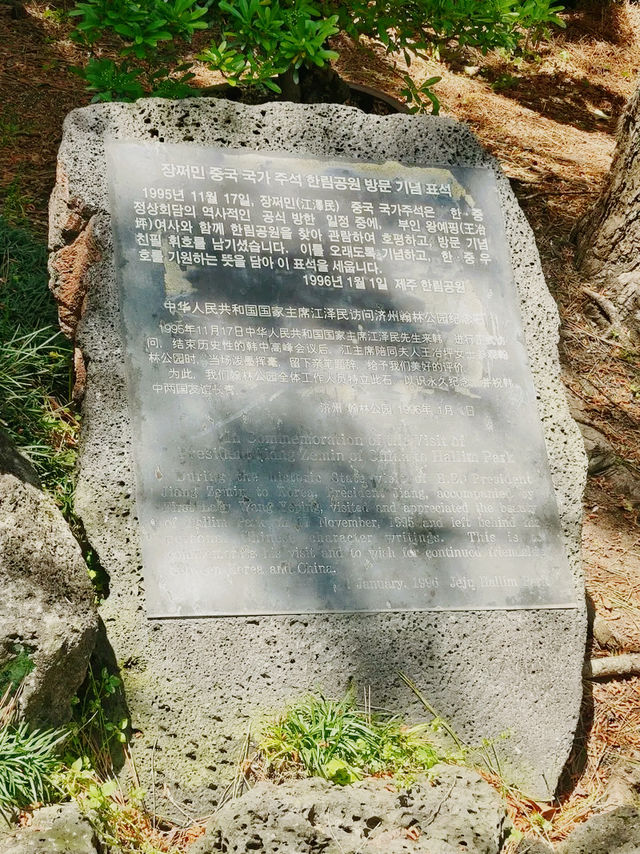 장쩌민 중국 국가 주석 한림공원 방문 기념 표석
1995년 11월 17일, 장쩌민(江澤民) 중국 국가주석은 한·중
정상회담의 역사적인 공식 방한 일정 중에, 부인 왕예핑(王冶
坪)여사와 함께 한림공원을 찾아 관람하여 호평하고, 방문 기념
친필 휘호를 남기셨습니다. 이를 오래도록 기념하고, 한·중 우
호를 기원하는 뜻을 담아 이 표석을 세웁니다.
1996년 1월 1일 제주 한림공원
中华人民共和国国家主席江泽民访问济州翰林公园纪念
1995年11月17日中华人民共和国国家主席江泽民先生来韩，进行正式访
问，结束历史性的韩中高峰会议后，江主席陪同夫人王冶坪女士参观翰
林公园时，当场泼墨挥毫，留下亲笔题辞，给予我们美好的评价。
为此，我们翰林公园全体工作人员特立此石，以识永久纪念，并祝韩
中两国友谊长青。
济州 翰林公园 1996年 1月 1日
In Commemoration of the Visit of
President Jiang Zemin of China to Hallim Park
During the historic State visit of H.E. President
Jiang Zemin to Korea, President Jiang, accompanied by
First Lady Wang Yeping, visited and appreciated the beauty
of Hallim Park in November, 1995 and left behind his
personal Chinese character writings. This is to
commemorate his visit and to wish for continued friendship
between Korea and China.
January, 1996 Jeju Hallim Park